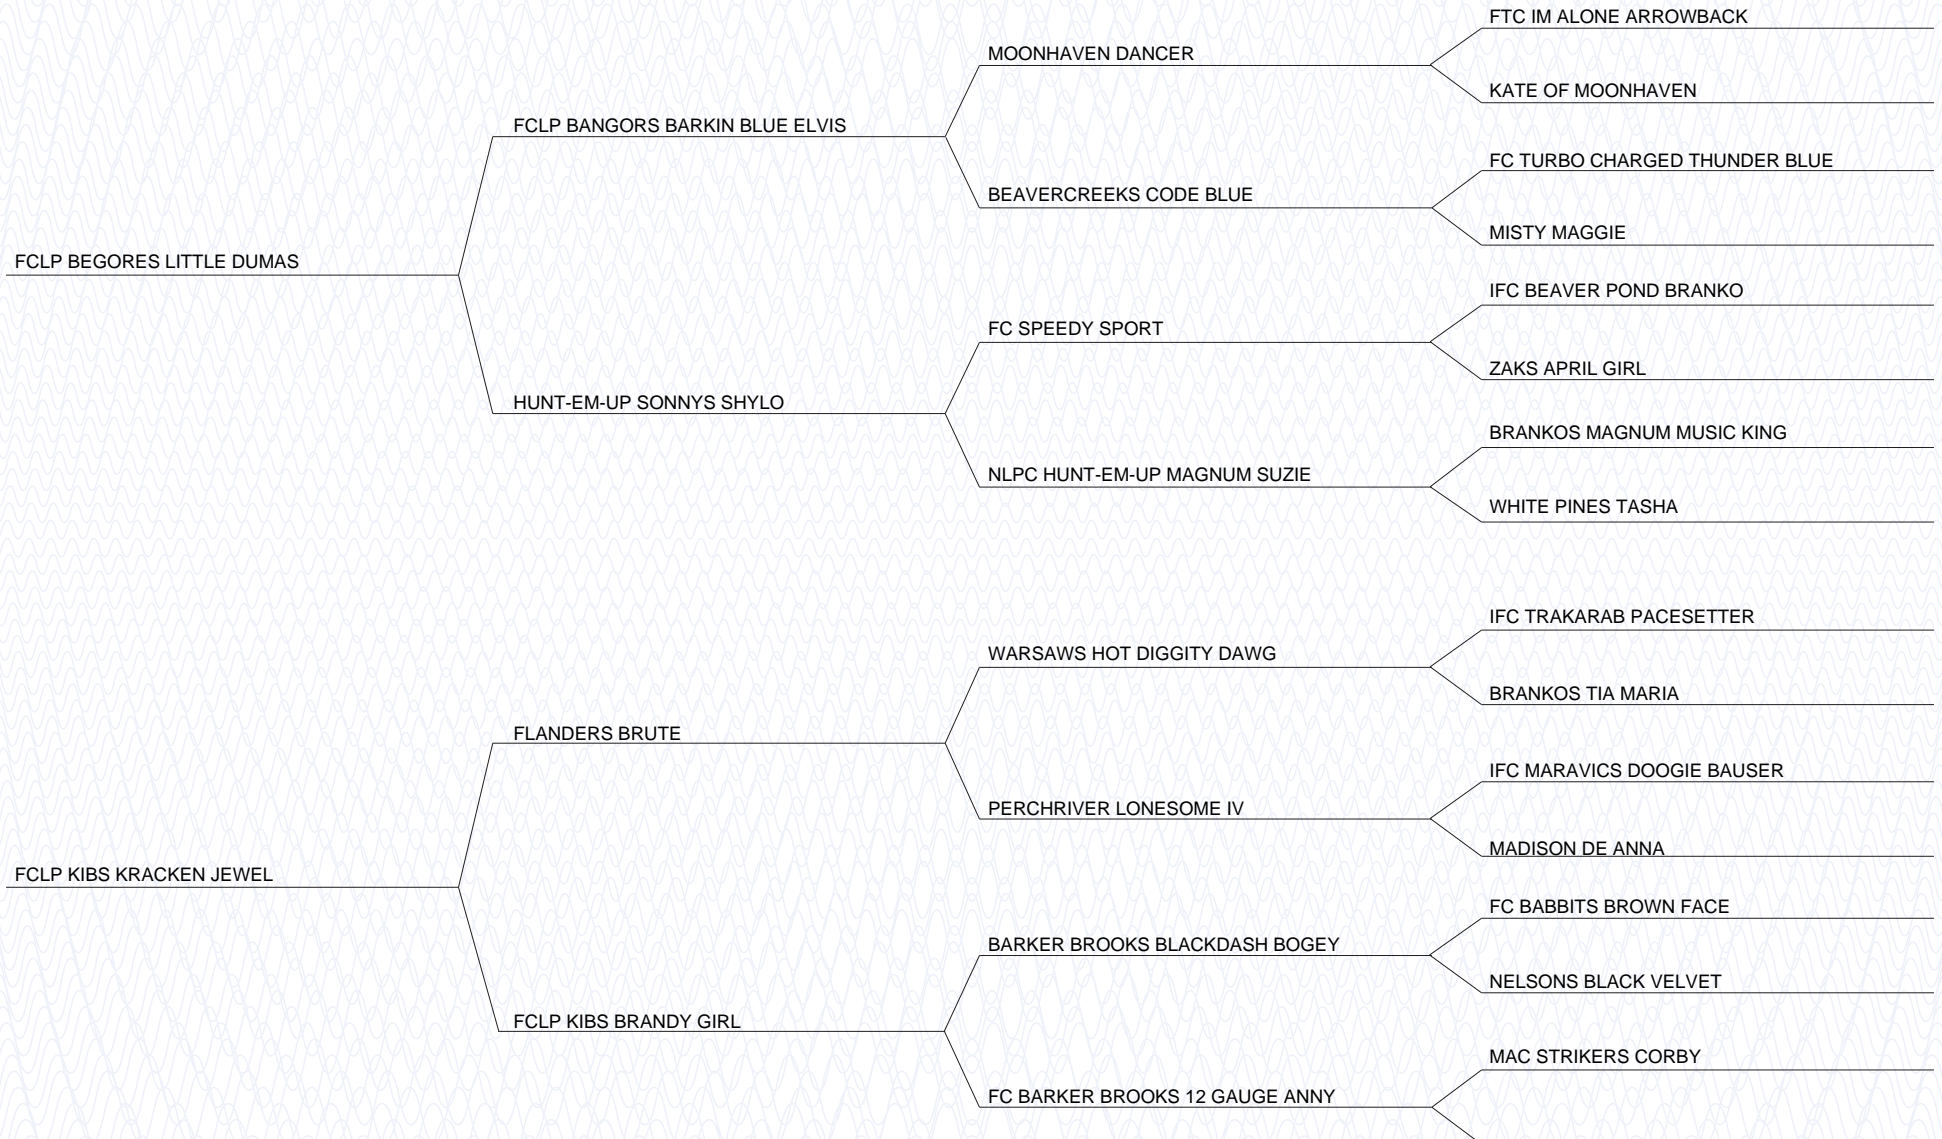 FTC IM ALONE ARROWBACK
MOONHAVEN DANCER
KATE OF MOONHAVEN
FCLP BANGORS BARKIN BLUE ELVIS
FC TURBO CHARGED THUNDER BLUE
BEAVERCREEKS CODE BLUE
MISTY MAGGIE
FCLP BEGORES LITTLE DUMAS
IFC BEAVER POND BRANKO
FC SPEEDY SPORT
ZAKS APRIL GIRL
HUNT-EM-UP SONNYS SHYLO
BRANKOS MAGNUM MUSIC KING
NLPC HUNT-EM-UP MAGNUM SUZIE
WHITE PINES TASHA
IFC TRAKARAB PACESETTER
WARSAWS HOT DIGGITY DAWG
BRANKOS TIA MARIA
FLANDERS BRUTE
IFC MARAVICS DOOGIE BAUSER
PERCHRIVER LONESOME IV
MADISON DE ANNA
FCLP KIBS KRACKEN JEWEL
FC BABBITS BROWN FACE
BARKER BROOKS BLACKDASH BOGEY
NELSONS BLACK VELVET
FCLP KIBS BRANDY GIRL
MAC STRIKERS CORBY
FC BARKER BROOKS 12 GAUGE ANNY